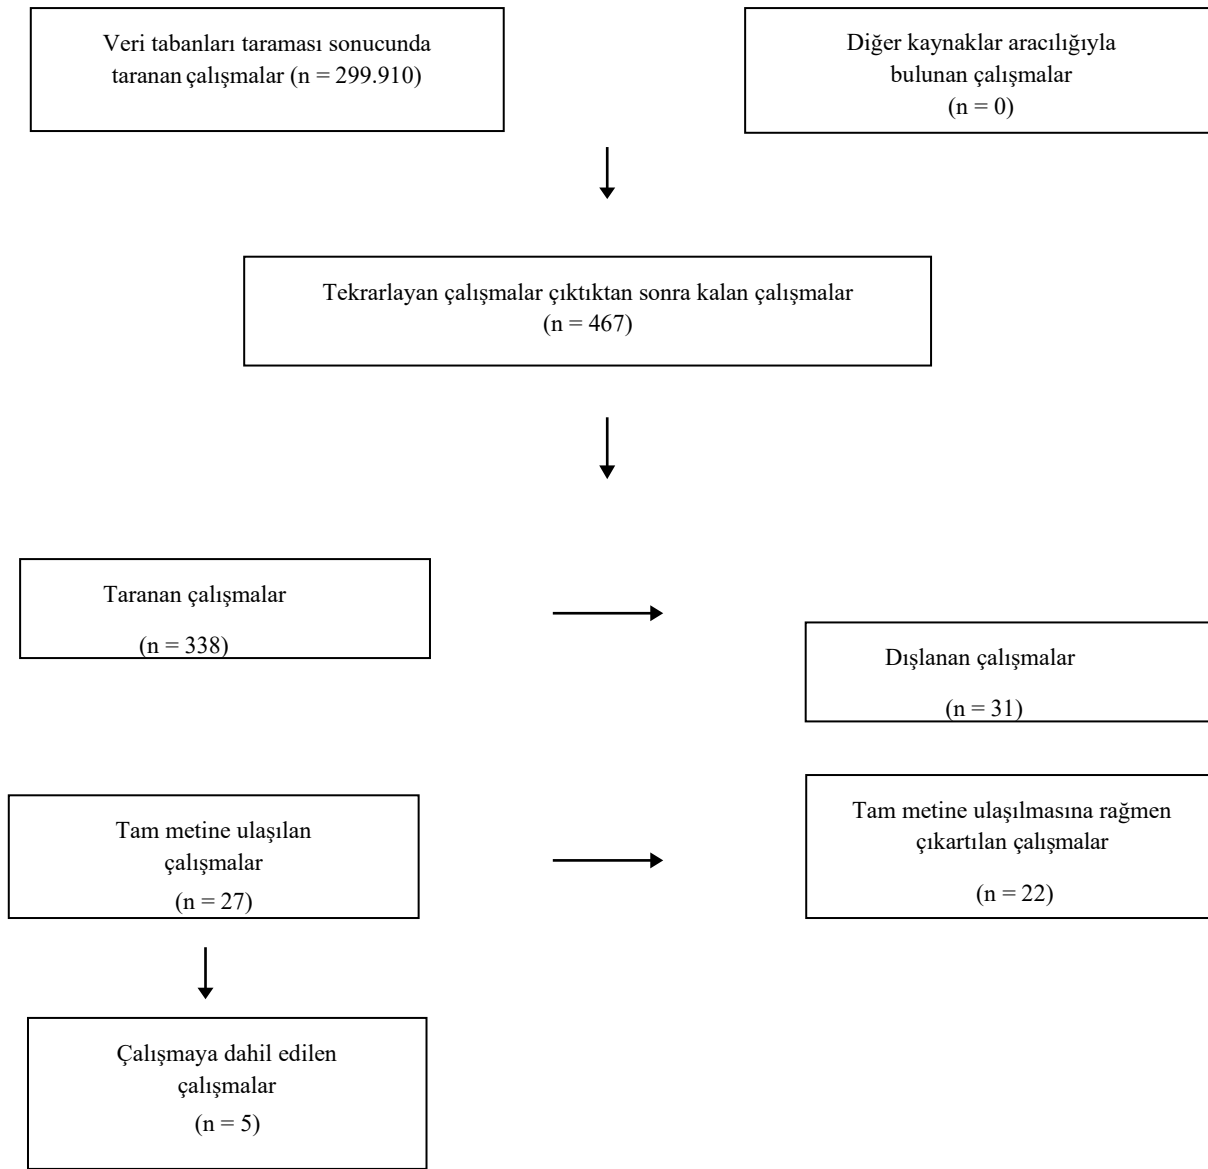 Veri tabanları taraması sonucunda
taranan çalışmalar (n = 299.910)
Diğer kaynaklar aracılığıyla
bulunan çalışmalar
(n = 0)
Tekrarlayan çalışmalar çıktıktan sonra kalan çalışmalar
(n = 467)
Taranan çalışmalar
(n = 338)
Dışlanan çalışmalar
(n = 31)
Tam metine ulaşılan
çalışmalar
(n = 27)
Tam metine ulaşılmasına rağmen
çıkartılan çalışmalar
(n = 22)
Çalışmaya dahil edilen
çalışmalar
(n = 5)